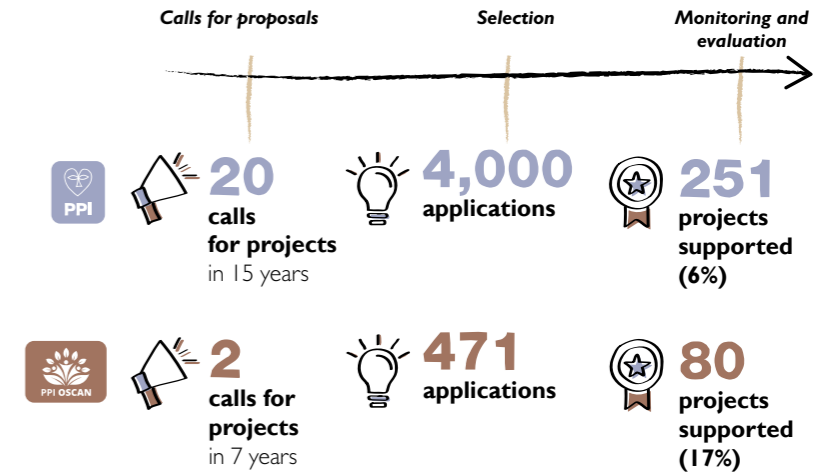 Calls for proposals
Selection
Monitoring and
evaluation
PPI
20
calls
for projects
in 15 years
4,000
applications
251
projects
supported
(6%)
PPI OSCAN
2
calls for
projects
in 7 years
471
applications
80
projects
supported
(17%)